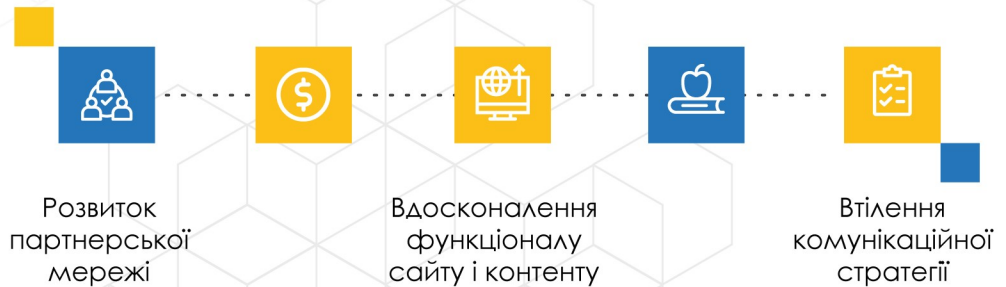 Розвиток
партнерської
мережі
Вдосконалення
функціоналу
сайту і контенту
Втілення
комунікаційної
стратегії